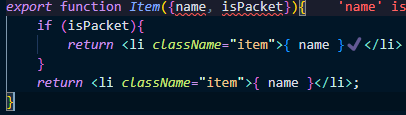 export function Item({name, isPacket}){ 'name' is
if (isPacket){
return <li className="item">{ name }✔</li>
}
return <li className="item">{ name }</li>;
}